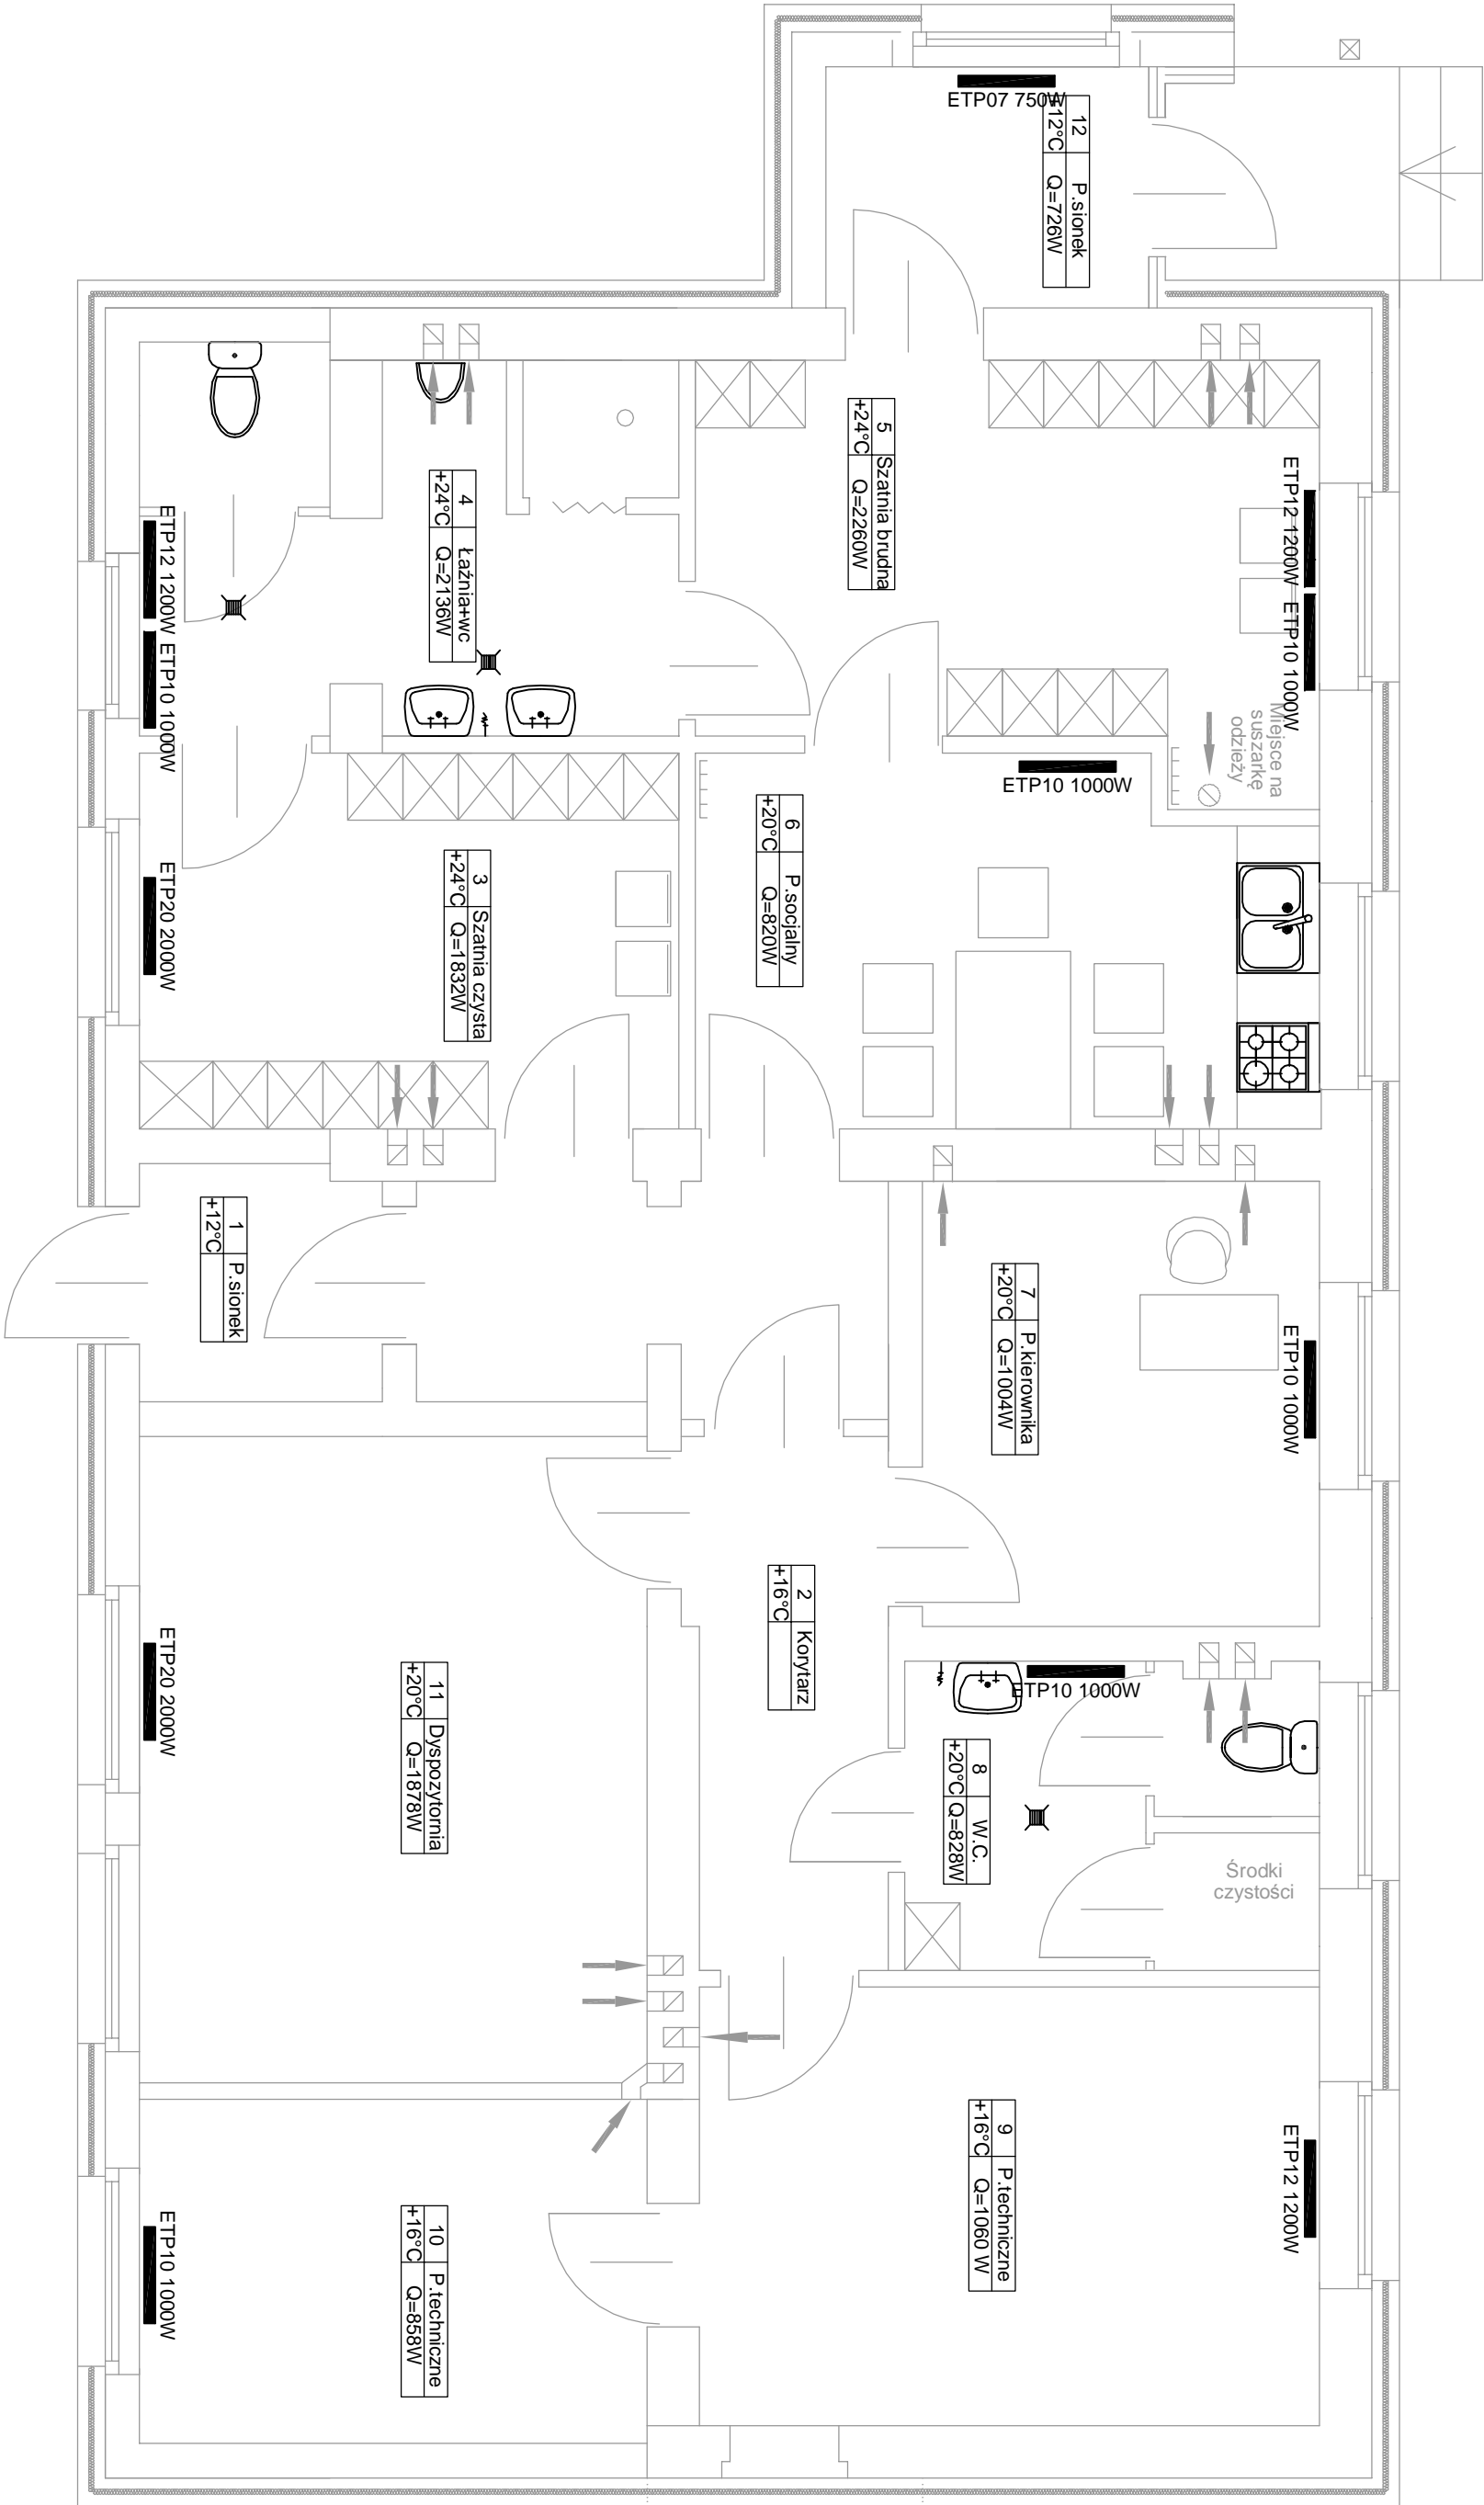 ETP07 750W
12 P.sionek
+12°C Q=726W
5 Szatnia brudna
+24°C Q=2260W
ETP12 1200W ETP10 1000W
4 Łaźnia+wc
+24°C Q=2136W
ETP12 1200W ETP10 1000W
Miejsce na
suszarkę
odzieży
ETP10 1000W
6 P.socjalny
+20°C Q=820W
3 Szatnia czysta
+24°C Q=1832W
ETP20 2000W
1 P.sionek
+12°C
7 P.kierownika
+20°C Q=1004W
ETP10 1000W
2 Korytarz
+16°C
ETP10 1000W
8 W.C.
+20°C Q=828W
Środki
czystości
11 Dyspozytornia
+20°C Q=1878W
ETP20 2000W
9 P.techniczne
+16°C Q=1060 W
ETP12 1200W
10 P.techniczne
+16°C Q=858W
ETP10 1000W